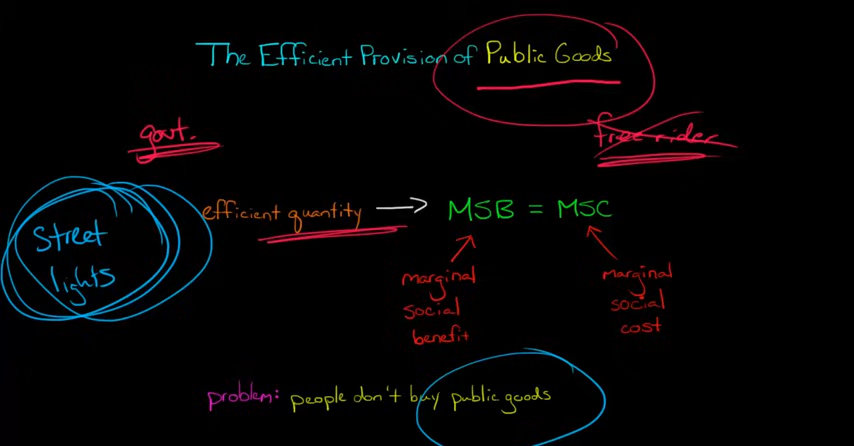 The Efficient Provision of Public Goods
govt.
free rider
efficient quantity → MSB = MSC
Street
lights
marginal
social
benefit
marginal
social
cost
problem: people don't buy public goods